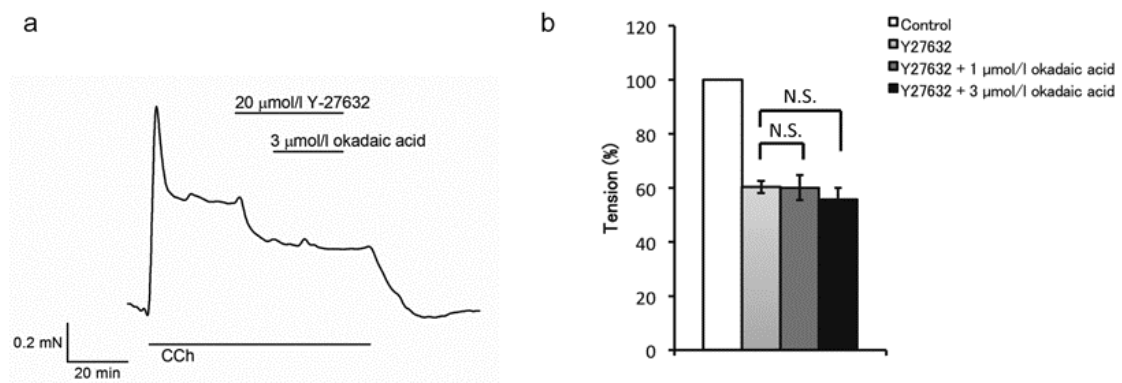 a
20 μmol/l Y-27632
3 μmol/l okadaic acid
0.2 mN
20 min
CCh
b
Tension (%)
120
100
80
60
40
20
0
N.S.
N.S.
Control
Y27632
Y27632 + 1 μmol/l okadaic acid
Y27632 + 3 μmol/l okadaic acid